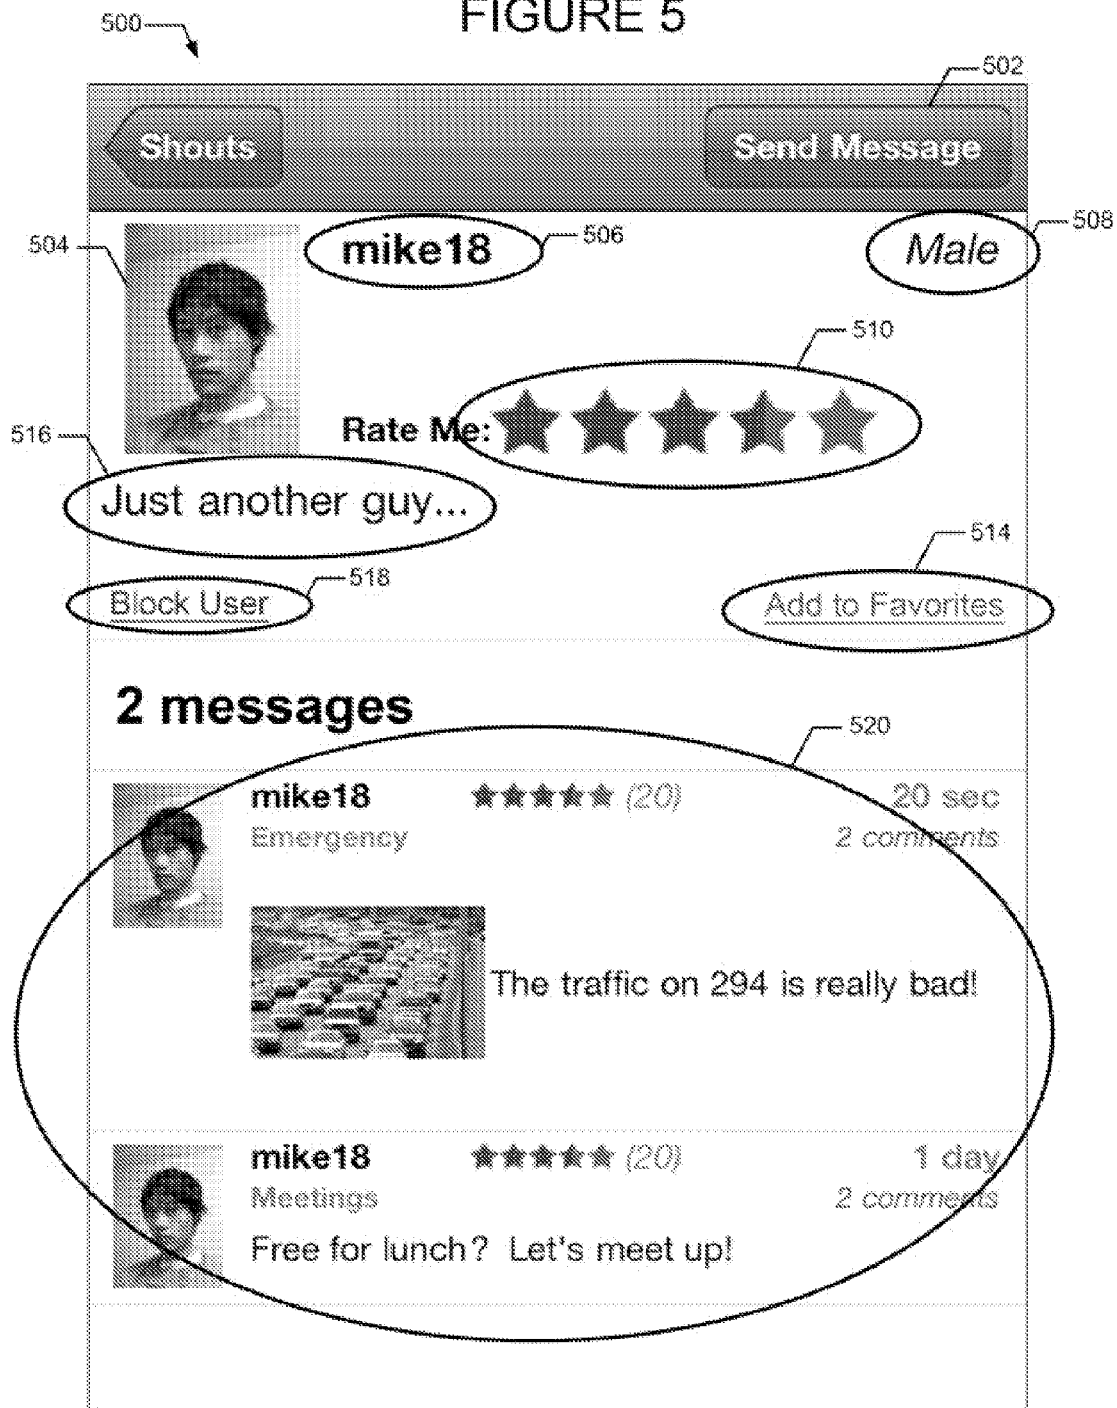 FIGURE 5
500
502
Shouts Send Message
504 mike18 506 Male 508
510
Rate Me:
516
Just another guy...
514
518
Block User Add to Favorites
2 messages
520
mike18 (20) 20 sec
Emergency 2 comments
The traffic on 294 is really bad!
mike18 (20) 1 day
Meetings 2 comments
Free for lunch? Let's meet up!